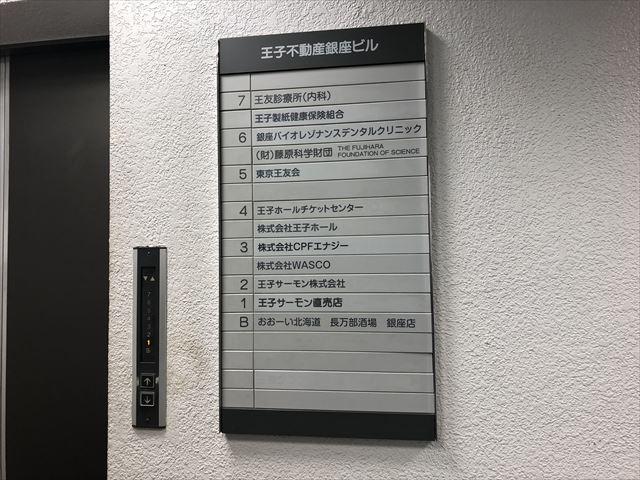 王子不動産銀座ビル
7 王友診療所(内科)
王子製紙健康保険組合
6 銀座バイオレゾナンスデンタルクリニック
(財)藤原科学財団 THE FUJIHARA FOUNDATION OF SCIENCE
5 東京王友会
4 王子ホールチケットセンター
株式会社王子ホール
3 株式会社CPFエナジー
株式会社WASCO
2 王子サーモン株式会社
1 王子サーモン直売店
B おおーい北海道 長万部酒場 銀座店
▼▲
7
6
5
4
3
2
1
B
↑
↓